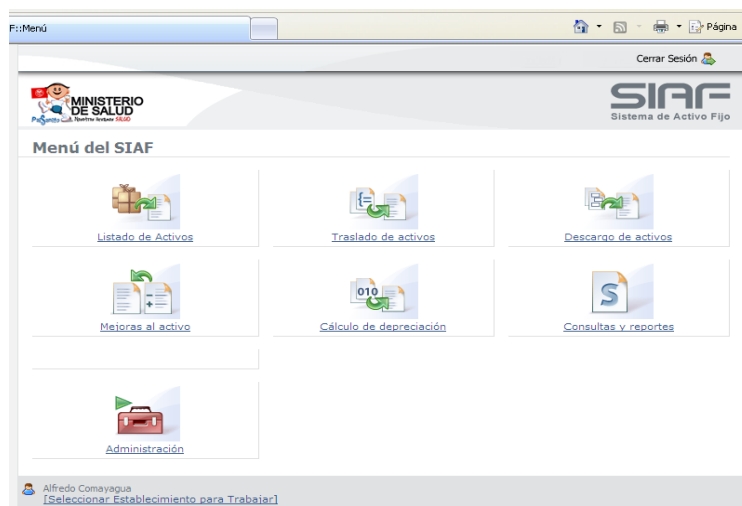 F::Menú
Página
Cerrar Sesión
MINISTERIO
DE SALUD
SIAF
Sistema de Activo Fijo
Menú del SIAF
Listado de Activos
Traslado de activos
Descargo de activos
010
S
Mejoras al activo
Cálculo de depreciación
Consultas y reportes
Administración
Alfredo Comayagua
[Seleccionar Establecimiento para Trabajar]